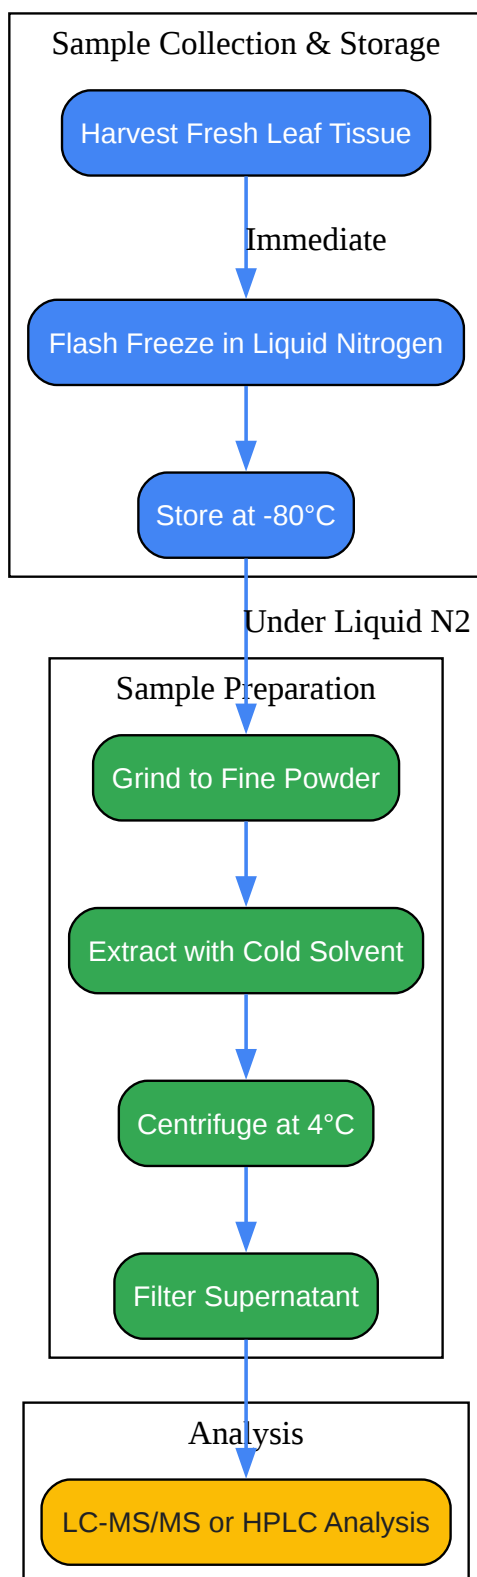 Sample Collection & Storage
Harvest Fresh Leaf Tissue
Immediate
Flash Freeze in Liquid Nitrogen
Store at -80°C
Under Liquid N2
Sample Preparation
Grind to Fine Powder
Extract with Cold Solvent
Centrifuge at 4°C
Filter Supernatant
Analysis
LC-MS/MS or HPLC Analysis